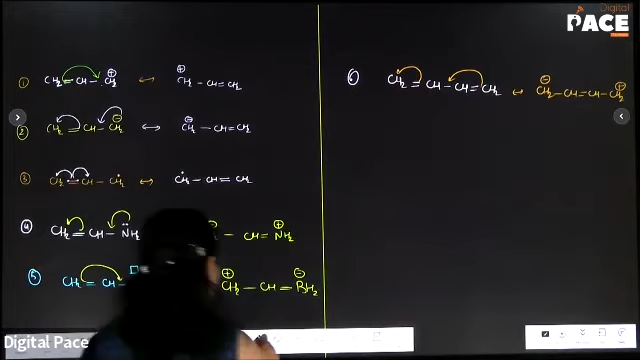 Digital
PACE
① CH₂ = CH - CH₂⊕ ↔ CH₂⊕ - CH = CH₂
② CH₂ = CH - CH₂⊖ ↔ CH₂⊖ - CH = CH₂
③ CH₂ = CH - CH₂• ↔ CH₂• - CH = CH₂
④ CH₂ = CH - N̈H₂ - CH = NH₂⊕
⑤ CH₂ = CH - CH₂⊕ - CH = BH₂⊖
CH₂ = CH - CH = CH₂ ↔ CH₂⊖ - CH = CH - CH₂⊕
Digital Pace